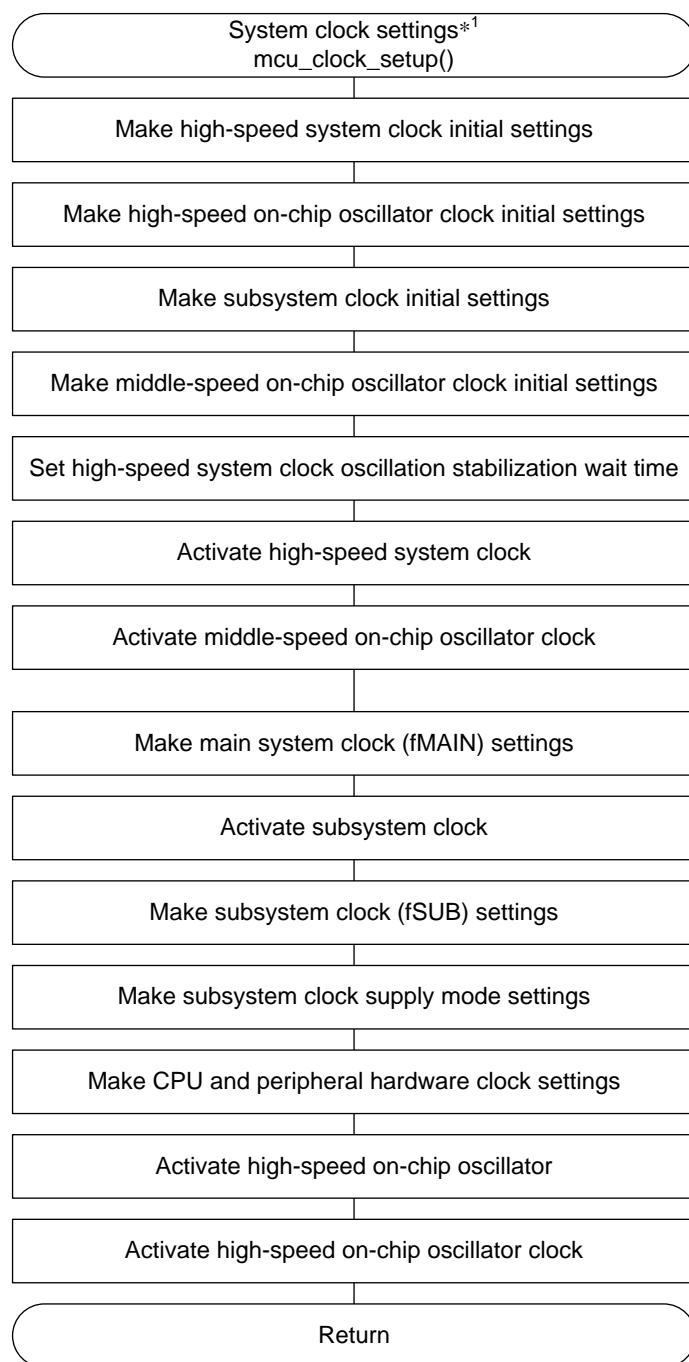 System clock settings*1
mcu_clock_setup()
Make high-speed system clock initial settings
Make high-speed on-chip oscillator clock initial settings
Make subsystem clock initial settings
Make middle-speed on-chip oscillator clock initial settings
Set high-speed system clock oscillation stabilization wait time
Activate high-speed system clock
Activate middle-speed on-chip oscillator clock
Make main system clock (fMAIN) settings
Activate subsystem clock
Make subsystem clock (fSUB) settings
Make subsystem clock supply mode settings
Make CPU and peripheral hardware clock settings
Activate high-speed on-chip oscillator
Activate high-speed on-chip oscillator clock
Return